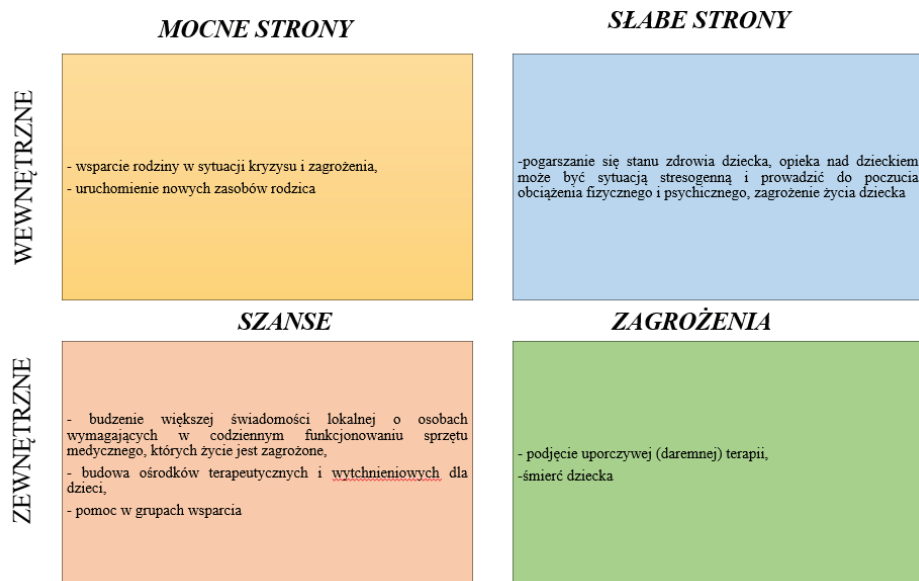 MOCNE STRONY
SŁABE STRONY
WEWNĘTRZNE
- wsparcie rodziny w sytuacji kryzysu i zagrożenia,
- uruchomienie nowych zasobów rodzica
-pogarszanie się stanu zdrowia dziecka, opieka nad dzieckiem
może być sytuacją stresogenną i prowadzić do poczucia
obciążenia fizycznego i psychicznego, zagrożenie życia dziecka
SZANSE
ZAGROŻENIA
ZEWNĘTRZNE
- budzenie większej świadomości lokalnej o osobach
wymagających w codziennym funkcjonowaniu sprzętu
medycznego, których życie jest zagrożone,
- budowa ośrodków terapeutycznych i wytchnieniowych dla
dzieci,
- pomoc w grupach wsparcia
- podjęcie uporczywej (daremnej) terapii,
-śmierć dziecka